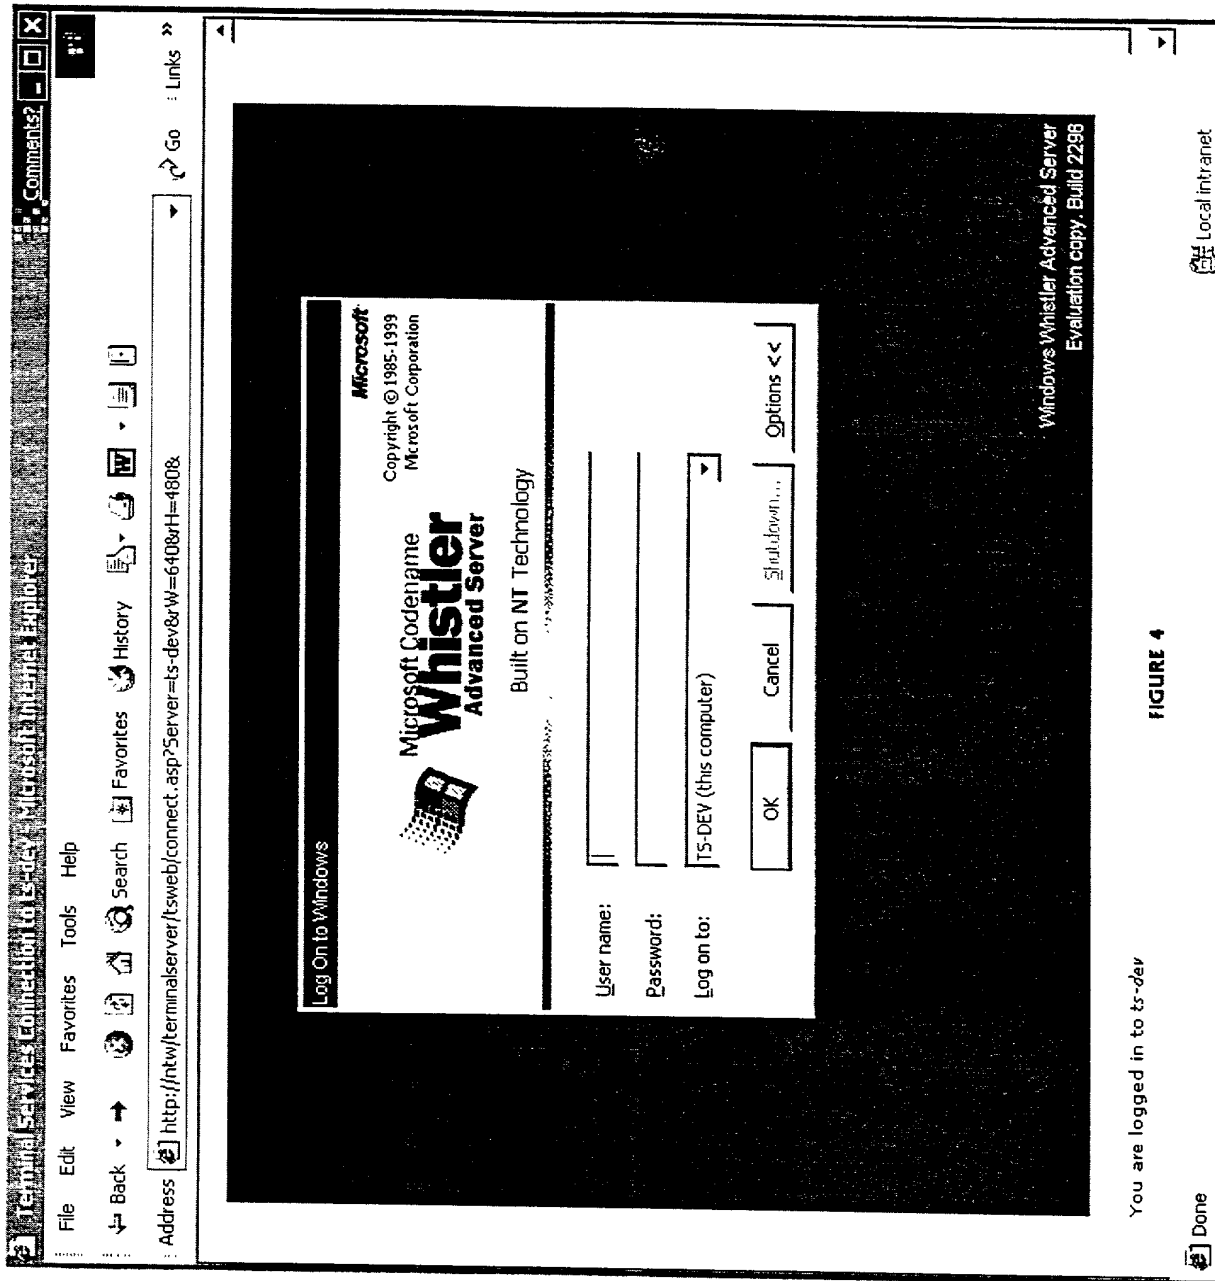 Terminal Services Connection to ts-dev - Microsoft Internet Explorer Comments?
File Edit View Favorites Tools Help
Back Search Favorites History
Address http://ntw/terminalserver/tsweb/connect.asp?Server=ts-dev&rW=640&rH=480& Go Links »
Log On to Windows
Microsoft
Copyright © 1985-1999
Microsoft Corporation
Microsoft Codename
Whistler
Advanced Server
Built on NT Technology
User name:
Password:
Log on to: TS-DEV (this computer)
OK Cancel Shutdown... Options <<
Windows Whistler Advanced Server
Evaluation copy. Build 2298
You are logged in to ts-dev
FIGURE 4
Done Local intranet